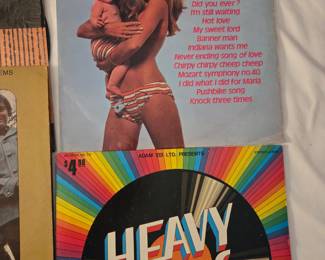 Did you ever?
I'm still waiting
Hot love
My sweet lord
Banner man
Indiana wants me
Never ending song of love
Chirpy chirpy cheep cheep
Mozart symphony no.40
I did what I did for Maria
Pushbike song
Knock three times
EMS
ADAM VIII LTD. PRESENTS
$4.98
HEAVY